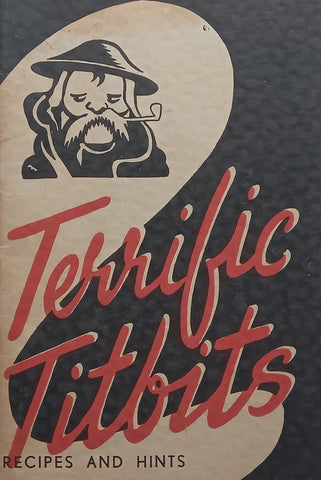 Terrific
Titbits
RECIPES AND HINTS